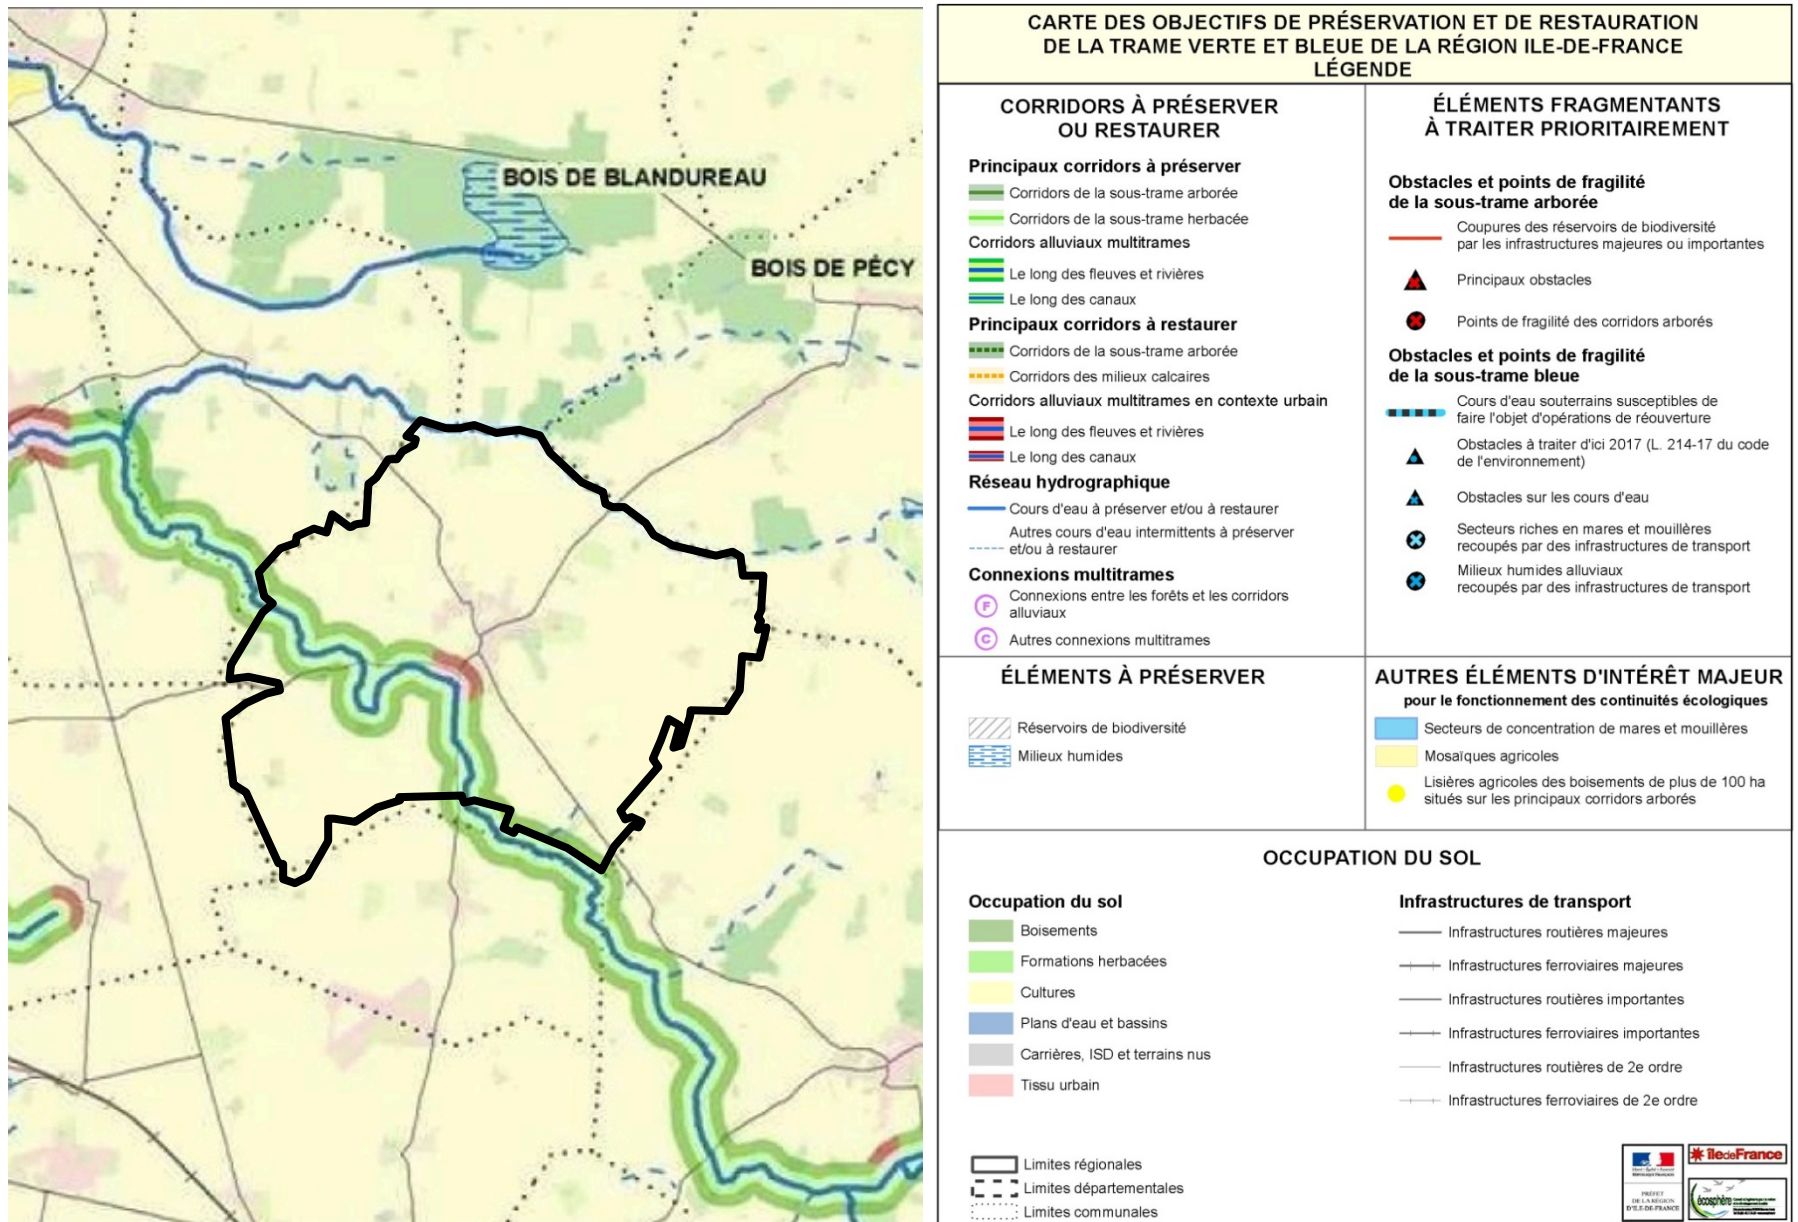 BOIS DE BLANDUREAU
BOIS DE PÉCY
CARTE DES OBJECTIFS DE PRÉSERVATION ET DE RESTAURATION
DE LA TRAME VERTE ET BLEUE DE LA RÉGION ILE-DE-FRANCE
LÉGENDE
CORRIDORS À PRÉSERVER
OU RESTAURER
Principaux corridors à préserver
Corridors de la sous-trame arborée
Corridors de la sous-trame herbacée
Corridors alluviaux multitrames
Le long des fleuves et rivières
Le long des canaux
Principaux corridors à restaurer
Corridors de la sous-trame arborée
Corridors des milieux calcaires
Corridors alluviaux multitrames en contexte urbain
Le long des fleuves et rivières
Le long des canaux
Réseau hydrographique
Cours d'eau à préserver et/ou à restaurer
Autres cours d'eau intermittents à préserver
et/ou à restaurer
Connexions multitrames
F
Connexions entre les forêts et les corridors
alluviaux
C
Autres connexions multitrames
ÉLÉMENTS FRAGMENTANTS
À TRAITER PRIORITAIREMENT
Obstacles et points de fragilité
de la sous-trame arborée
Coupures des réservoirs de biodiversité
par les infrastructures majeures ou importantes
Principaux obstacles
Points de fragilité des corridors arborés
Obstacles et points de fragilité
de la sous-trame bleue
Cours d'eau souterrains susceptibles de
faire l'objet d'opérations de réouverture
Obstacles à traiter d'ici 2017 (L. 214-17 du code
de l'environnement)
Obstacles sur les cours d'eau
Secteurs riches en mares et mouillères
recoupés par des infrastructures de transport
Milieux humides alluviaux
recoupés par des infrastructures de transport
ÉLÉMENTS À PRÉSERVER
Réservoirs de biodiversité
Milieux humides
AUTRES ÉLÉMENTS D'INTÉRÊT MAJEUR
pour le fonctionnement des continuités écologiques
Secteurs de concentration de mares et mouillères
Mosaïques agricoles
Lisières agricoles des boisements de plus de 100 ha
situés sur les principaux corridors arborés
OCCUPATION DU SOL
Occupation du sol
Boisements
Formations herbacées
Cultures
Plans d'eau et bassins
Carrières, ISD et terrains nus
Tissu urbain
Infrastructures de transport
Infrastructures routières majeures
Infrastructures ferroviaires majeures
Infrastructures routières importantes
Infrastructures ferroviaires importantes
Infrastructures routières de 2e ordre
Infrastructures ferroviaires de 2e ordre
Limites régionales
Limites départementales
Limites communales
PRÉFET
DE LA RÉGION
D'ILE-DE-FRANCE
île de France
écosphère